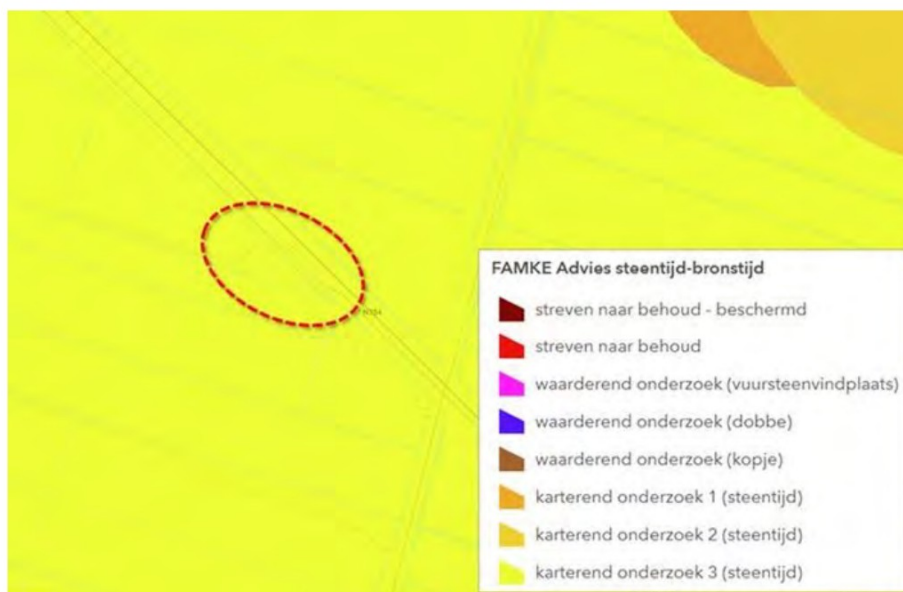 FAMKE Advies steentijd-bronstijd
streven naar behoud - beschermd
streven naar behoud
waarderend onderzoek (vuursteenvindplaats)
waarderend onderzoek (dobbe)
waarderend onderzoek (kopje)
karterend onderzoek 1 (steentijd)
karterend onderzoek 2 (steentijd)
karterend onderzoek 3 (steentijd)